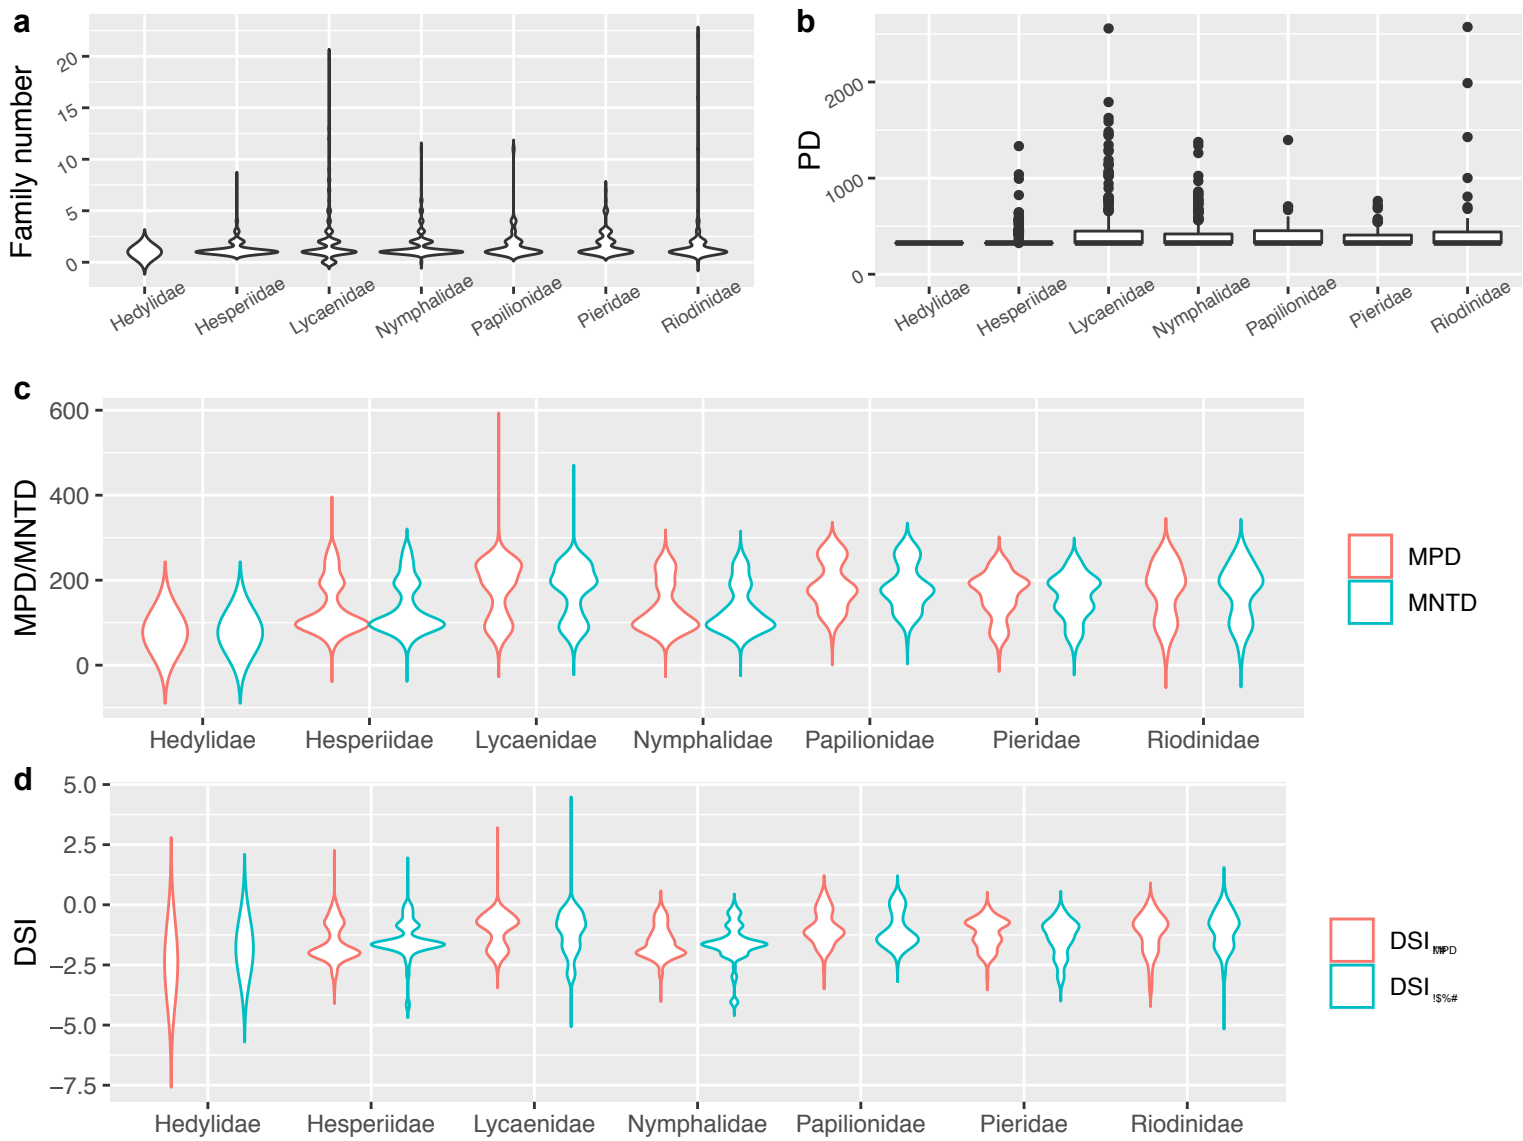 a
Family number
20
15
10
5
0
Hedylidae
Hesperiidae
Lycaenidae
Nymphalidae
Papilionidae
Pieridae
Riodinidae
b
PD
2000
1000
0
Hedylidae
Hesperiidae
Lycaenidae
Nymphalidae
Papilionidae
Pieridae
Riodinidae
c
MPD/MNTD
600
400
200
0
Hedylidae
Hesperiidae
Lycaenidae
Nymphalidae
Papilionidae
Pieridae
Riodinidae
MPD
MNTD
d
DSI
5.0
2.5
0.0
−2.5
−5.0
−7.5
Hedylidae
Hesperiidae
Lycaenidae
Nymphalidae
Papilionidae
Pieridae
Riodinidae
DSI
DSI !$%#